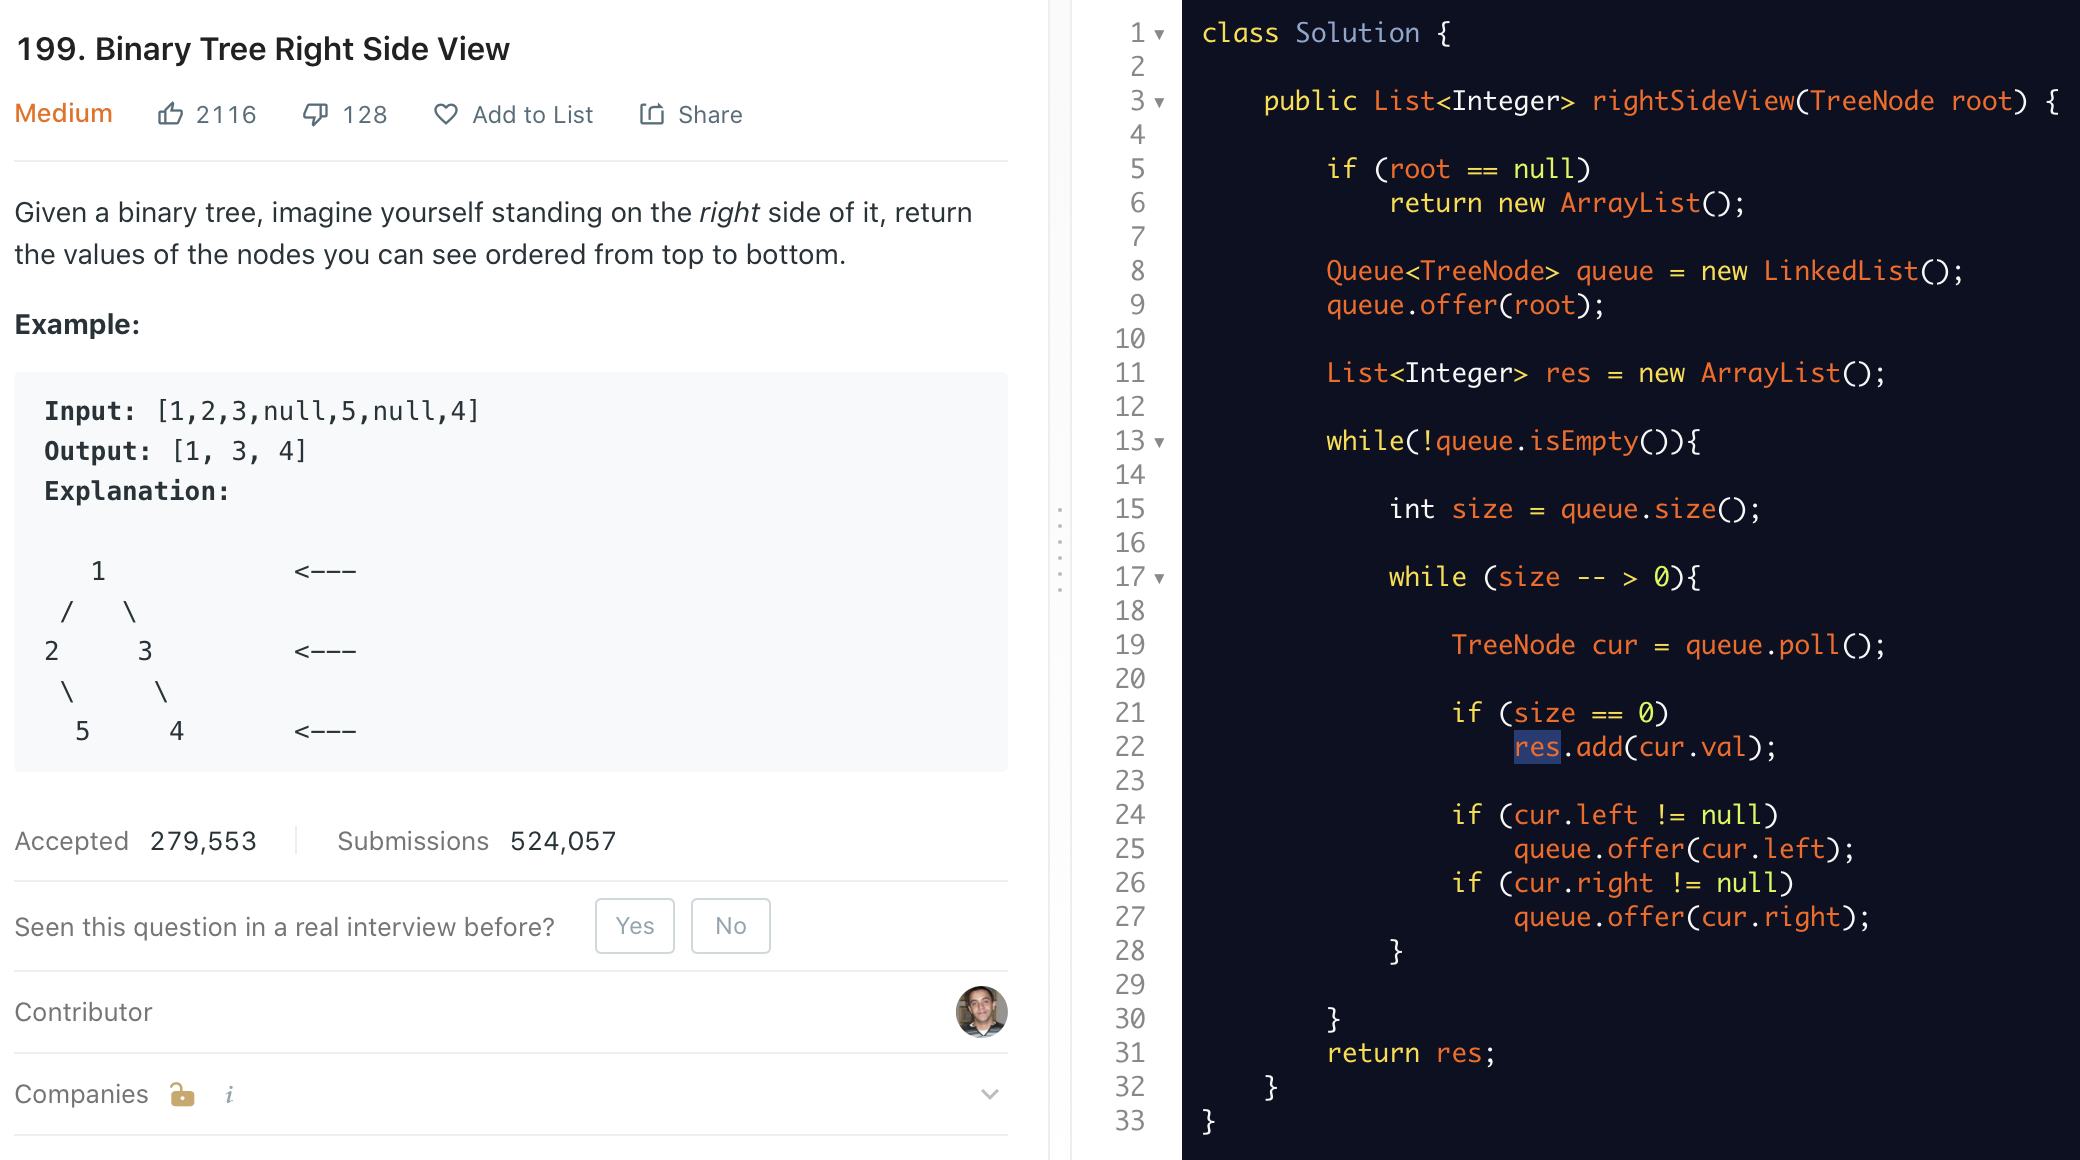 199. Binary Tree Right Side View
Medium 2116 128 Add to List Share
Given a binary tree, imagine yourself standing on the right side of it, return
the values of the nodes you can see ordered from top to bottom.
Example:
Input: [1,2,3,null,5,null,4]
Output: [1, 3, 4]
Explanation:
1 <---
/ \
2 3 <---
\ \
5 4 <---
Accepted 279,553 Submissions 524,057
Seen this question in a real interview before? Yes No
Contributor
Companies i
1 class Solution {
2
3 public List<Integer> rightSideView(TreeNode root) {
4
5 if (root == null)
6 return new ArrayList();
7
8 Queue<TreeNode> queue = new LinkedList();
9 queue.offer(root);
10
11 List<Integer> res = new ArrayList();
12
13 while(!queue.isEmpty()){
14
15 int size = queue.size();
16
17 while (size -- > 0){
18
19 TreeNode cur = queue.poll();
20
21 if (size == 0)
22 res.add(cur.val);
23
24 if (cur.left != null)
25 queue.offer(cur.left);
26 if (cur.right != null)
27 queue.offer(cur.right);
28 }
29
30 }
31 return res;
32 }
33 }